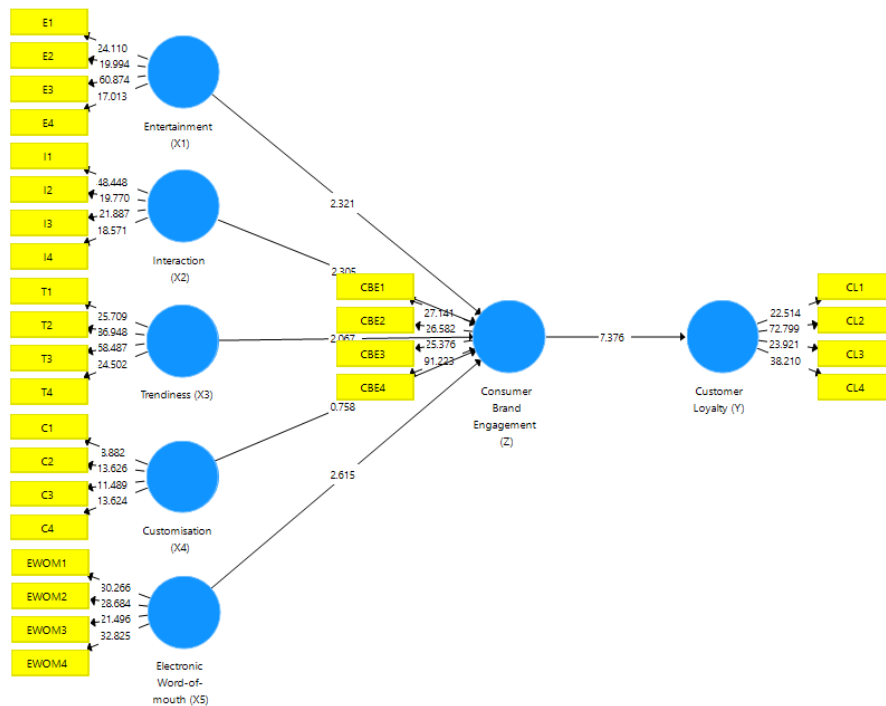 E1
24.110
E2
19.994
E3
60.874
E4
17.013
Entertainment
(X1)
I1
48.448
I2
19.770
I3
21.887
I4
18.571
Interaction
(X2)
T1
25.709
T2
36.948
T3
58.487
T4
24.502
Trendiness (X3)
C1
8.882
C2
13.626
C3
11.489
C4
13.624
Customisation
(X4)
EWOM1
30.266
EWOM2
28.684
EWOM3
21.496
EWOM4
32.825
Electronic
Word-of-
mouth (X5)
2.321
2.305
2.067
0.758
2.615
CBE1
27.141
CBE2
26.582
CBE3
25.376
CBE4
91.223
Consumer
Brand
Engagement
(Z)
7.376
Customer
Loyalty (Y)
CL1
22.514
CL2
72.799
CL3
23.921
CL4
38.210